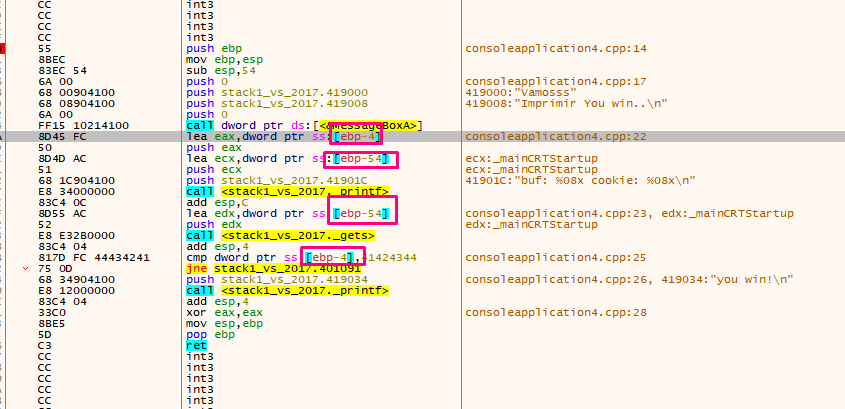 CC int3
CC int3
CC int3
CC int3
55 push ebp consoleapplication4.cpp:14
8BEC mov ebp,esp
83EC 54 sub esp,54
6A 00 push 0 consoleapplication4.cpp:17
68 00904100 push stack1_vs_2017.419000 419000:"Vamosss"
68 08904100 push stack1_vs_2017.419008 419008:"Imprimir You win..\n"
6A 00 push 0
FF15 10214100 call dword ptr ds:[<&MessageBoxA>]
8D45 FC lea eax,dword ptr ss:[ebp-4] consoleapplication4.cpp:22
50 push eax
8D4D AC lea ecx,dword ptr ss:[ebp-54] ecx:_mainCRTStartup
51 push ecx ecx:_mainCRTStartup
68 1C904100 push stack1_vs_2017.41901C 41901C:"buf: %08x cookie: %08x\n"
E8 34000000 call <stack1_vs_2017._printf>
83C4 0C add esp,C
8D55 AC lea edx,dword ptr ss:[ebp-54] consoleapplication4.cpp:23, edx:_mainCRTStartup
52 push edx edx:_mainCRTStartup
E8 E32B0000 call <stack1_vs_2017._gets>
83C4 04 add esp,4
817D FC 44434241 cmp dword ptr ss:[ebp-4],41424344 consoleapplication4.cpp:25
75 0D jne stack1_vs_2017.401091
68 34904100 push stack1_vs_2017.419034 consoleapplication4.cpp:26, 419034:"you win!\n"
E8 12000000 call <stack1_vs_2017._printf>
83C4 04 add esp,4
33C0 xor eax,eax consoleapplication4.cpp:28
8BE5 mov esp,ebp
5D pop ebp
C3 ret
CC int3
CC int3
CC int3
CC int3
CC int3